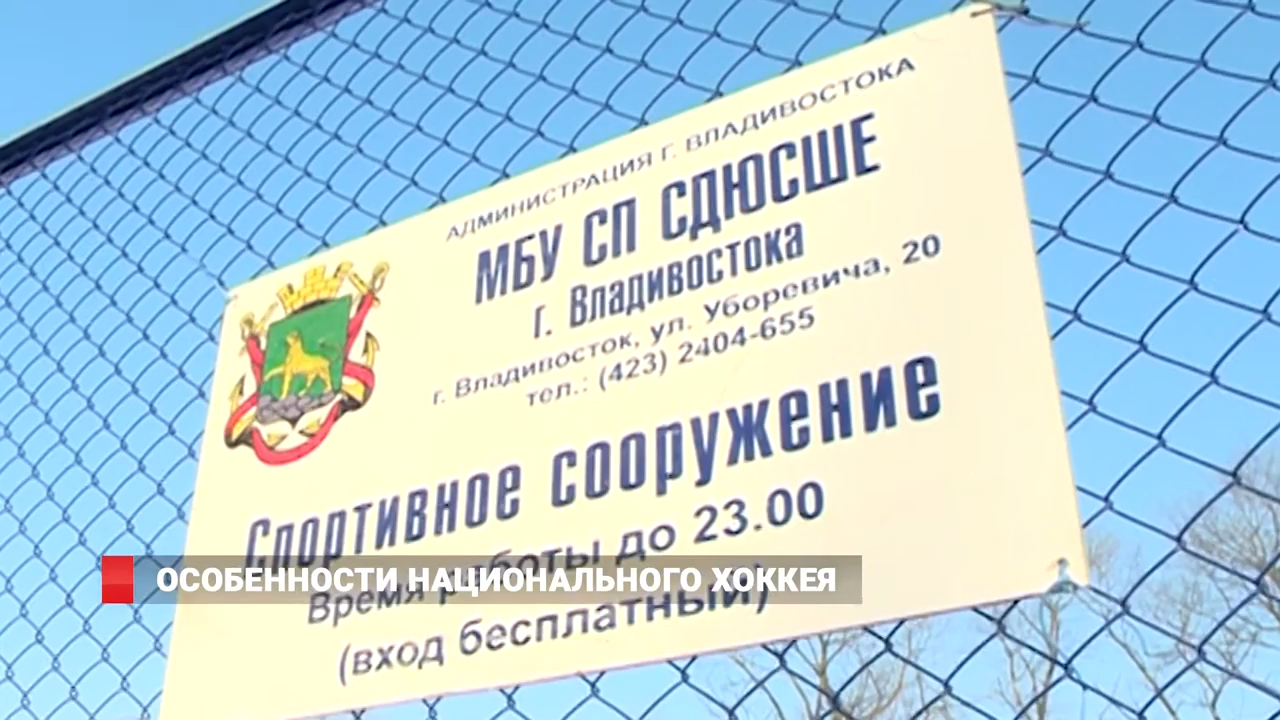 АДМИНИСТРАЦИЯ Г. ВЛАДИВОСТОКА
МБУ СП СДЮСШЕ
г. Владивостока
г. Владивосток, ул. Уборевича, 20
тел.: (423) 2404-655
Спортивное сооружение
Время работы до 23.00
(вход бесплатный)
ОСОБЕННОСТИ НАЦИОНАЛЬНОГО ХОККЕЯ